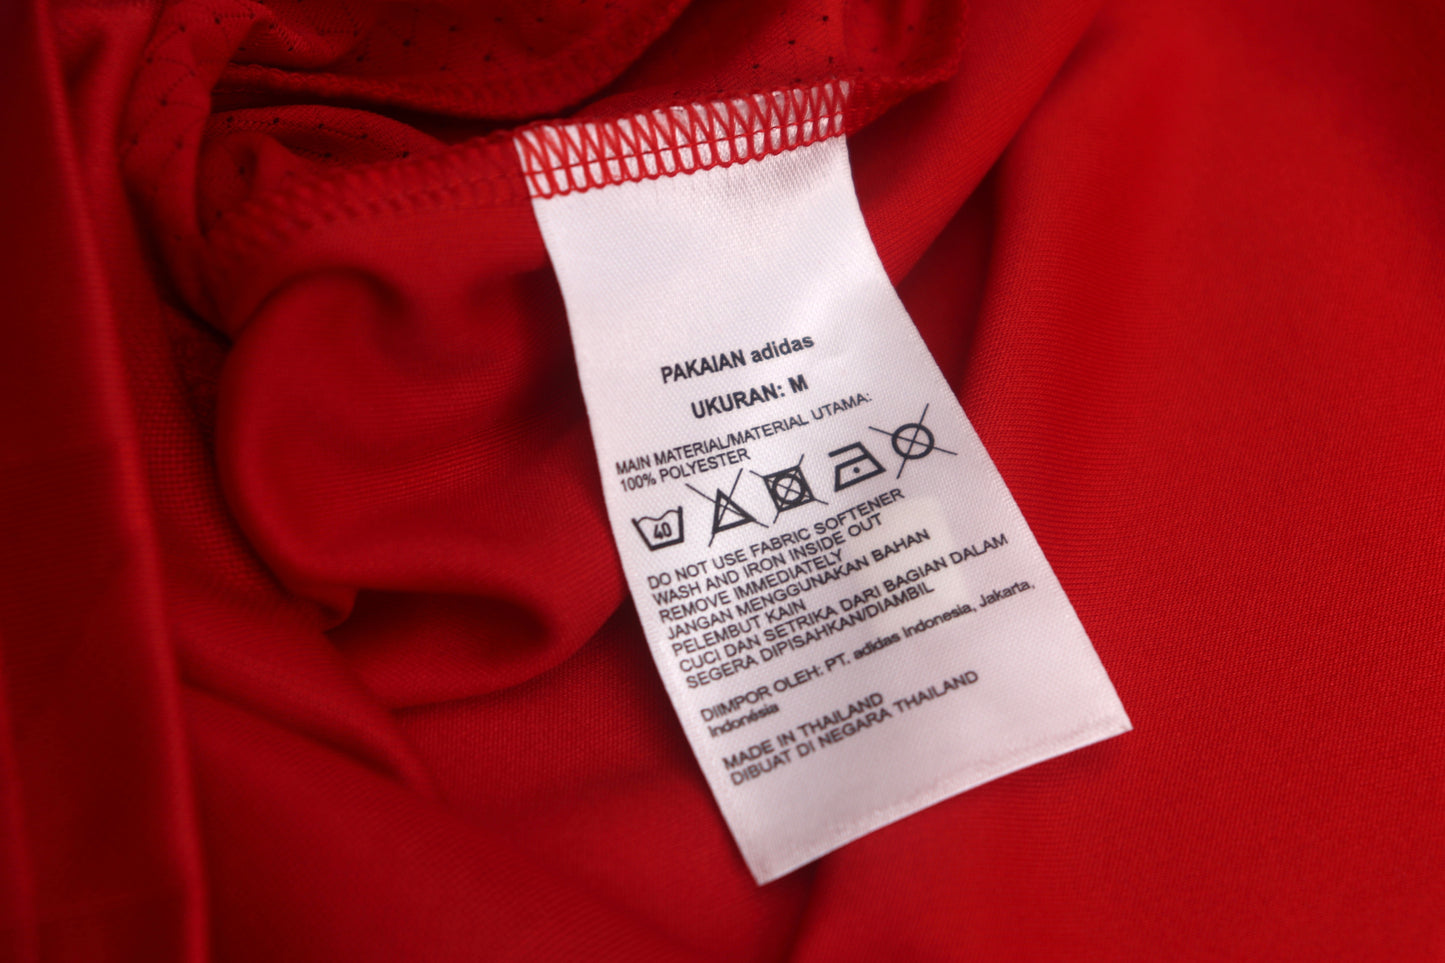 PAKAIAN adidas
UKURAN: M
MAIN MATERIAL/MATERIAL UTAMA:
100% POLYESTER
40
DO NOT USE FABRIC SOFTENER
WASH AND IRON INSIDE OUT
REMOVE IMMEDIATELY
JANGAN MENGGUNAKAN BAHAN
PELEMBUT KAIN
CUCI DAN SETRIKA DARI BAGIAN DALAM
SEGERA DIPISAHKAN/DIAMBIL
DIIMPOR OLEH: PT. adidas Indonesia, Jakarta,
Indonésia
MADE IN THAILAND
DIBUAT DI NEGARA THAILAND